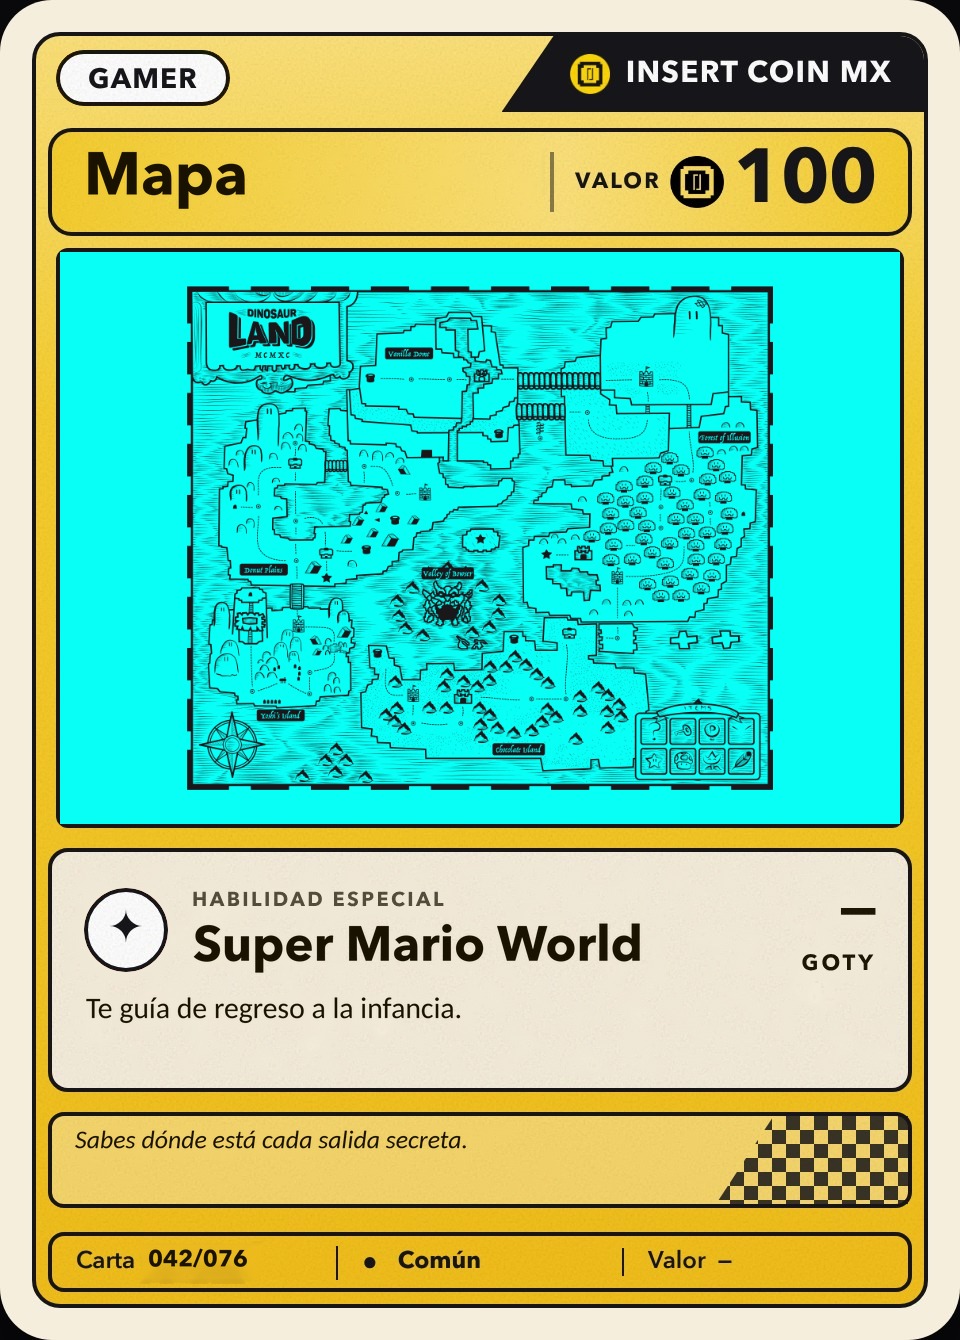 GAMER
INSERT COIN MX
Mapa
VALOR 100
DINOSAUR
LAND
MCMXC
Vanilla Dome
Forest of Illusion
Donut Plains
Valley of Bowser
Yoshi's Island
Chocolate Island
ITEMS
HABILIDAD ESPECIAL
Super Mario World
–
GOTY
Te guía de regreso a la infancia.
Sabes dónde está cada salida secreta.
Carta 042/076
● Común
Valor –